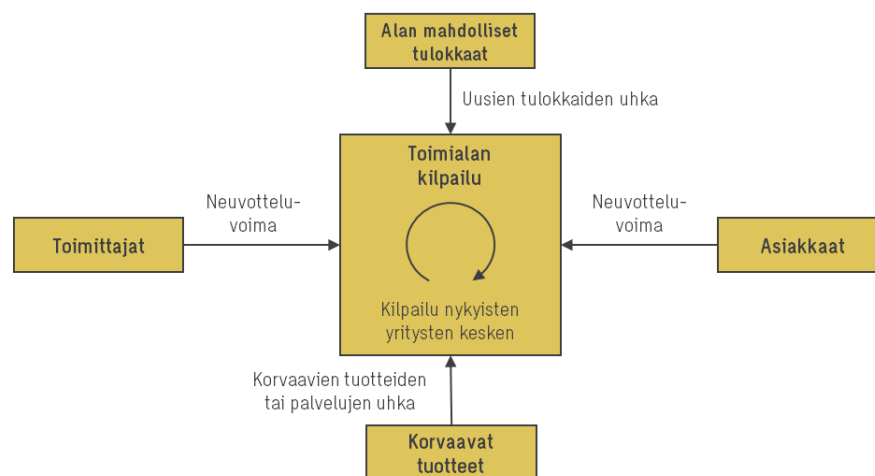 Alan mahdolliset
tulokkaat
Uusien tulokkaiden uhka
Toimialan
kilpailu
Neuvottelu-
voima
Neuvottelu-
voima
Toimittajat
Asiakkaat
Kilpailu nykyisten
yritysten kesken
Korvaavien tuotteiden
tai palvelujen uhka
Korvaavat
tuotteet